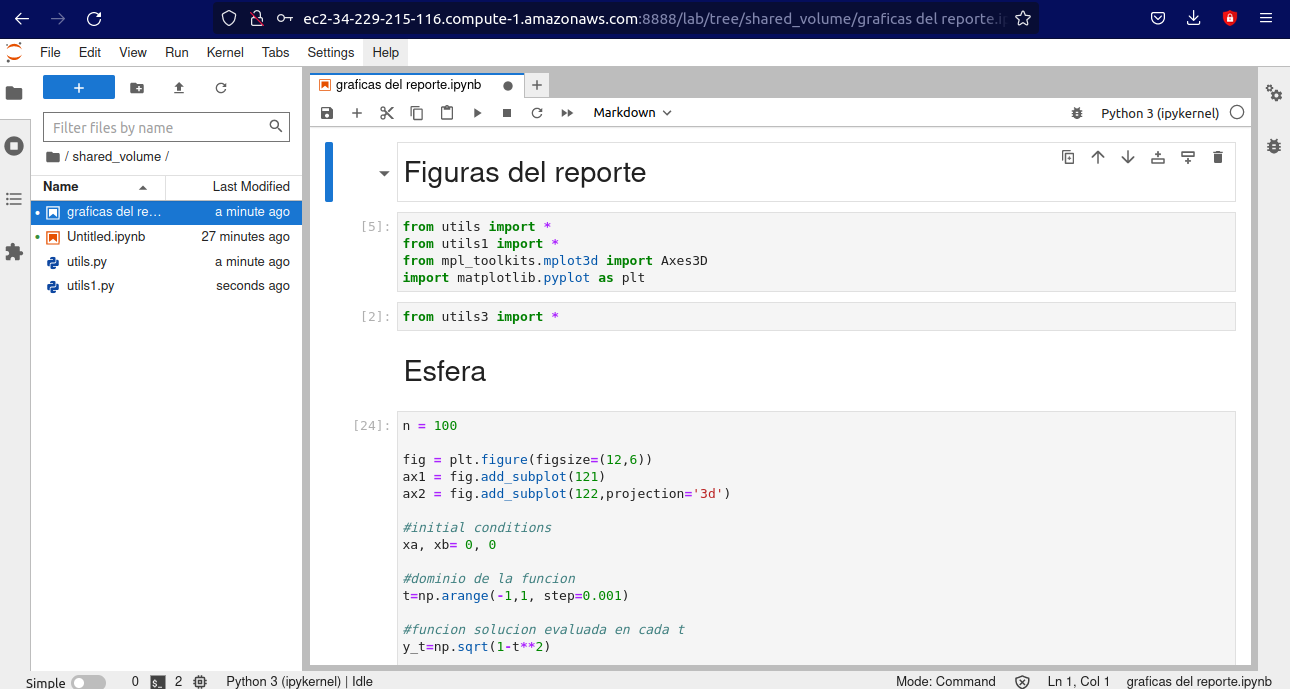 ec2-34-229-215-116.compute-1.amazonaws.com:8888/lab/tree/shared_volume/graficas del reporte.i
File Edit View Run Kernel Tabs Settings Help
+
Filter files by name
/ shared_volume /
Name Last Modified
graficas del re… a minute ago
Untitled.ipynb 27 minutes ago
utils.py a minute ago
utils1.py seconds ago
graficas del reporte.ipynb
Markdown
Python 3 (ipykernel)
Figuras del reporte
[5]:
from utils import *
from utils1 import *
from mpl_toolkits.mplot3d import Axes3D
import matplotlib.pyplot as plt
[2]:
from utils3 import *
Esfera
[24]:
n = 100
fig = plt.figure(figsize=(12,6))
ax1 = fig.add_subplot(121)
ax2 = fig.add_subplot(122,projection='3d')
#initial conditions
xa, xb= 0, 0
#dominio de la funcion
t=np.arange(-1,1, step=0.001)
#funcion solucion evaluada en cada t
y_t=np.sqrt(1-t**2)
Simple 0 $_ 2 Python 3 (ipykernel) | Idle Mode: Command Ln 1, Col 1 graficas del reporte.ipynb